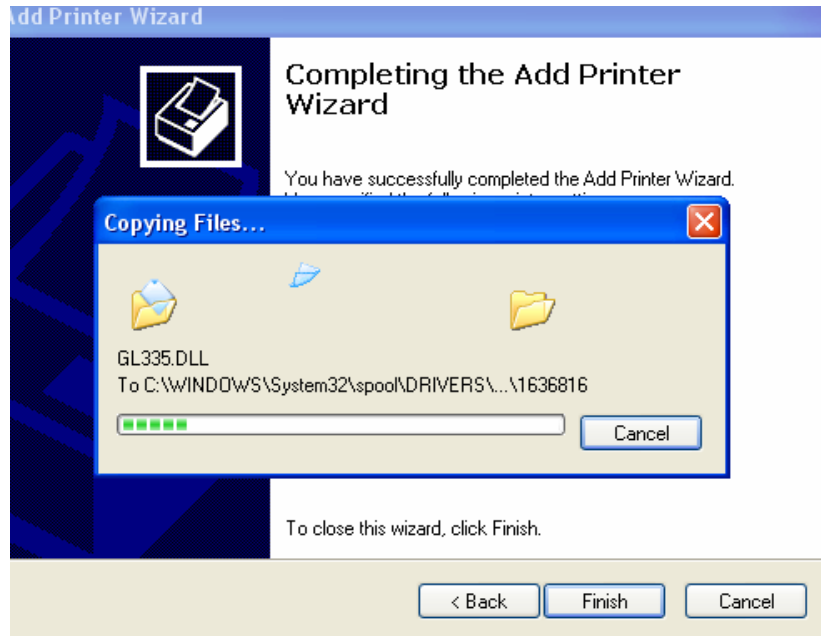 Add Printer Wizard
Completing the Add Printer
Wizard
You have successfully completed the Add Printer Wizard.
Copying Files...
GL335.DLL
To C:\WINDOWS\System32\spool\DRIVERS\...\1636816
Cancel
To close this wizard, click Finish.
< Back
Finish
Cancel